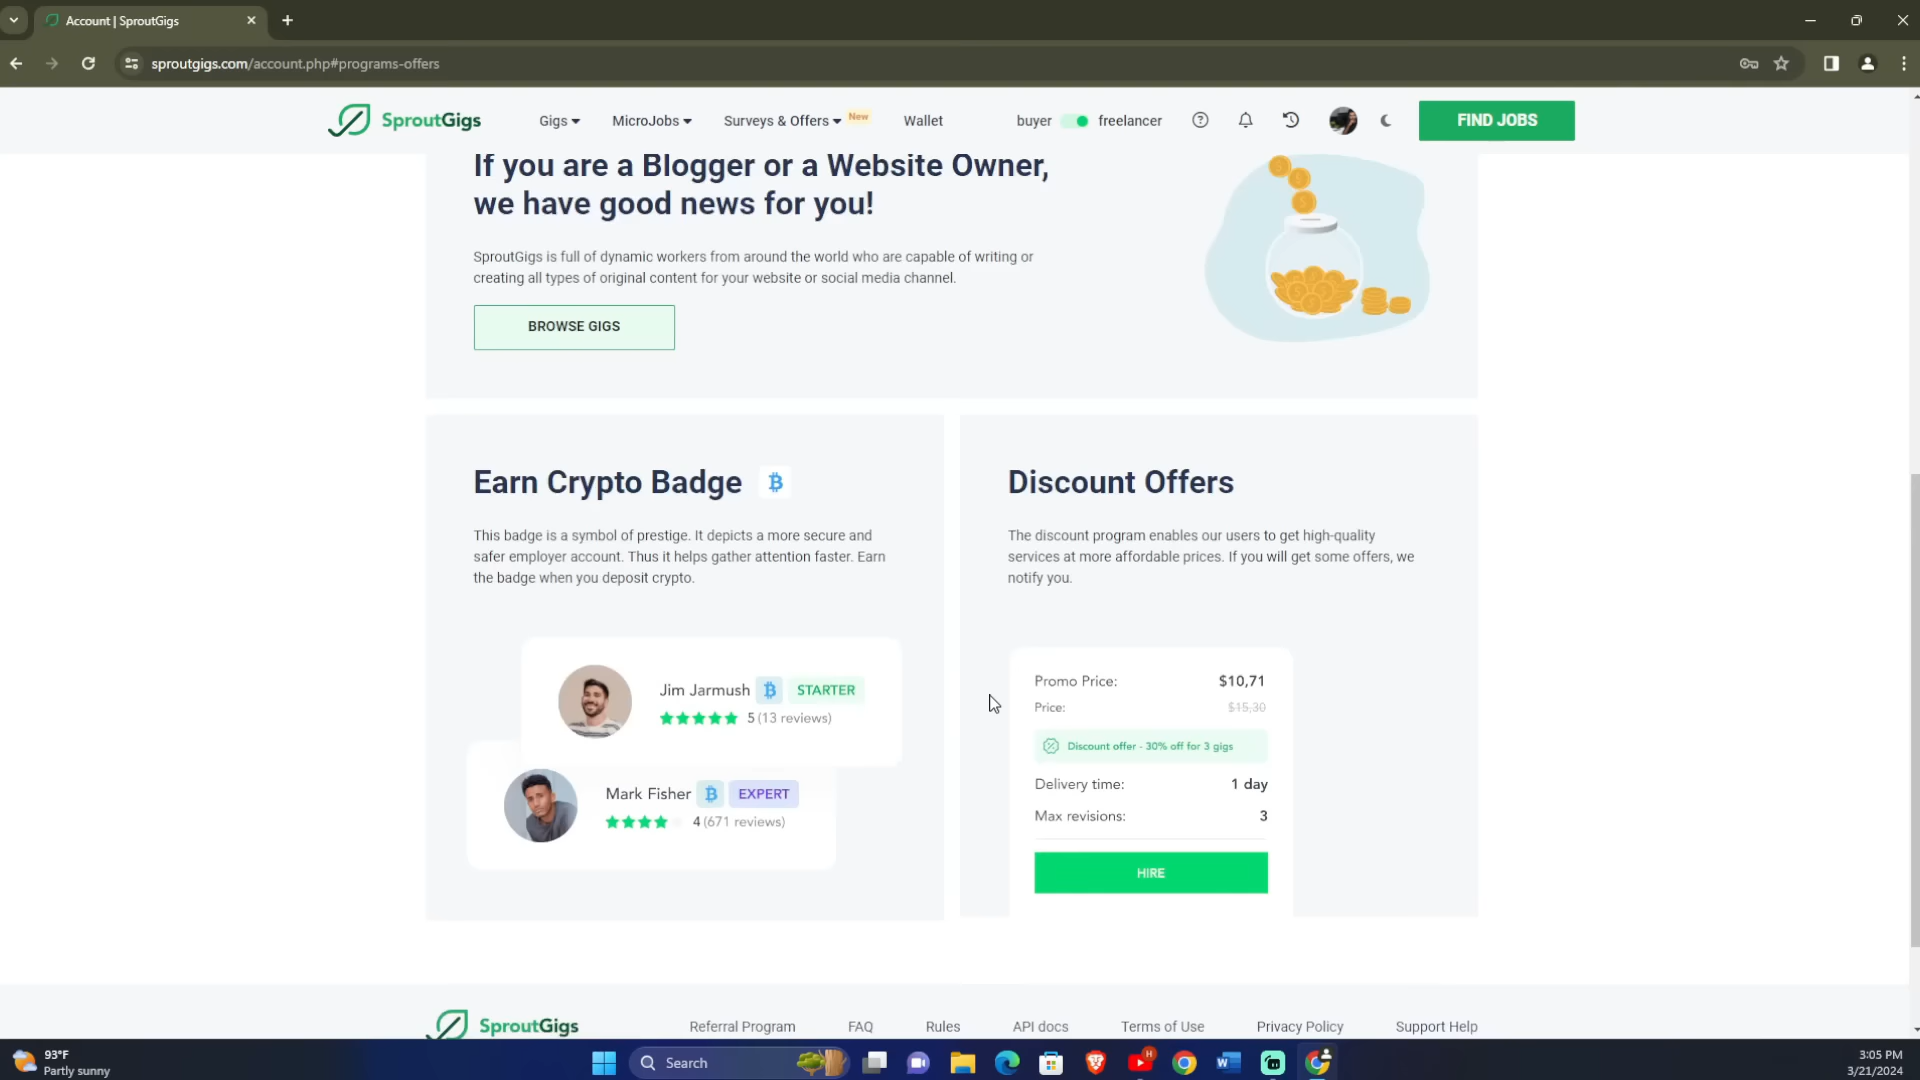 Account | SproutGigs
sproutgigs.com/account.php#programs-offers
SproutGigs
Gigs
MicroJobs
Surveys & Offers
New
Wallet
buyer
freelancer
FIND JOBS
If you are a Blogger or a Website Owner,
we have good news for you!
SproutGigs is full of dynamic workers from around the world who are capable of writing or
creating all types of original content for your website or social media channel.
BROWSE GIGS
Earn Crypto Badge
This badge is a symbol of prestige. It depicts a more secure and
safer employer account. Thus it helps gather attention faster. Earn
the badge when you deposit crypto.
Jim Jarmush STARTER
5 (13 reviews)
Mark Fisher EXPERT
4 (671 reviews)
Discount Offers
The discount program enables our users to get high-quality
services at more affordable prices. If you will get some offers, we
notify you.
Promo Price: $10,71
Price: $15,30
Discount offer - 30% off for 3 gigs
Delivery time: 1 day
Max revisions: 3
HIRE
SproutGigs
Referral Program
FAQ
Rules
API docs
Terms of Use
Privacy Policy
Support Help
93°F
Partly sunny
Search
3:05 PM
3/21/2024